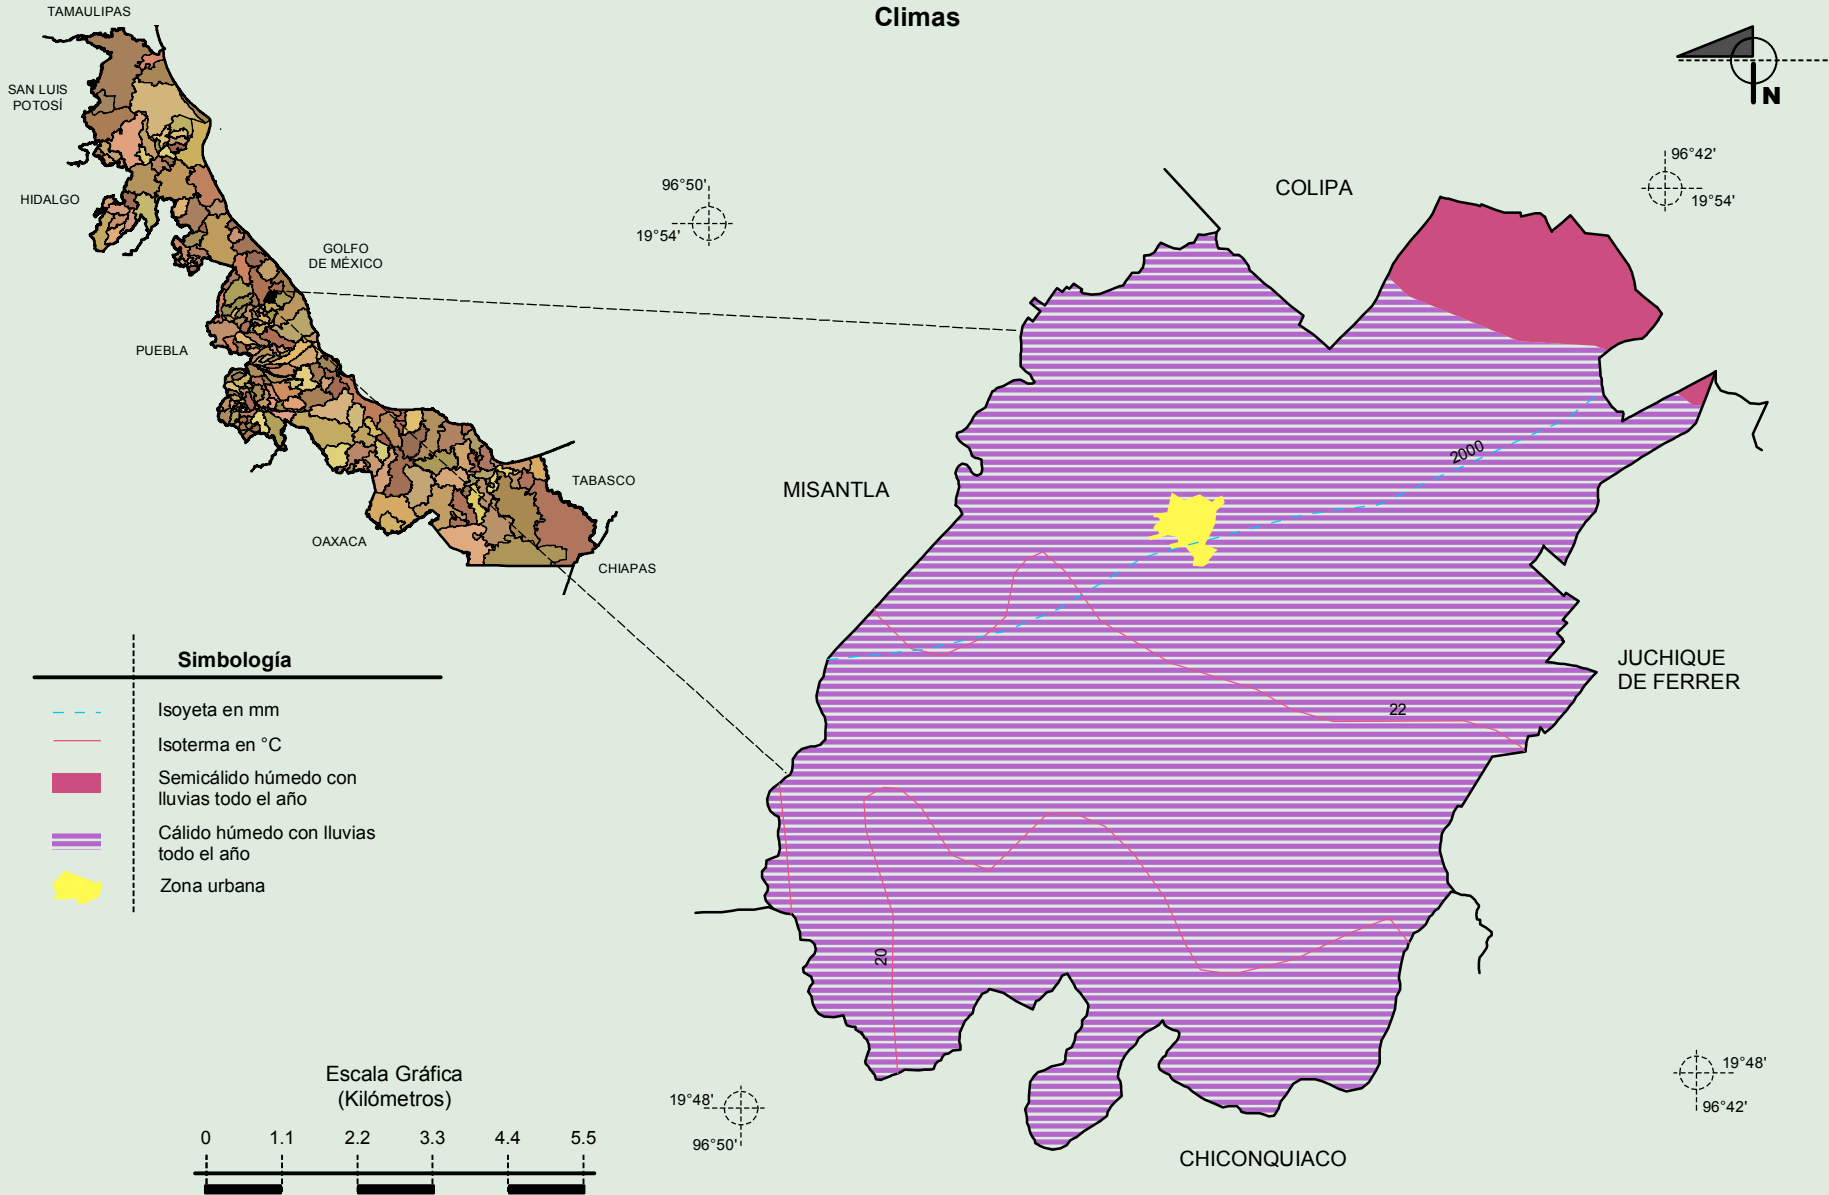 Climas
TAMAULIPAS
SAN LUIS
POTOSÍ
HIDALGO
GOLFO
DE MÉXICO
PUEBLA
TABASCO
OAXACA
CHIAPAS
N
96°50'
19°54'
96°42'
19°54'
COLIPA
MISANTLA
2000
JUCHIQUE
DE FERRER
22
20
CHICONQUIACO
19°48'
96°50'
19°48'
96°42'
Simbología
Isoyeta en mm
Isoterma en °C
Semicálido húmedo con
lluvias todo el año
Cálido húmedo con lluvias
todo el año
Zona urbana
Escala Gráfica
(Kilómetros)
0 1.1 2.2 3.3 4.4 5.5